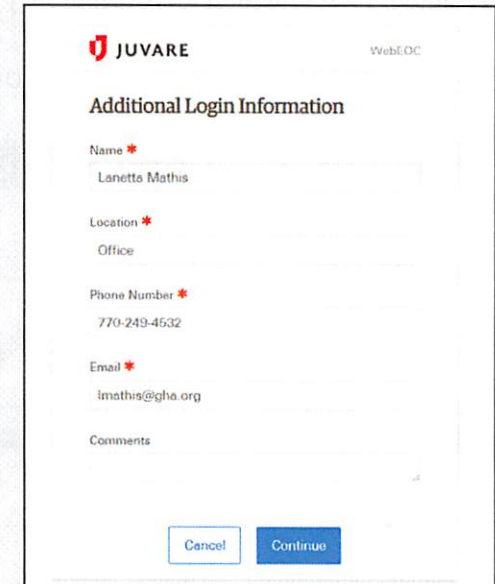 JUVARE
WebEOC
Additional Login Information
Name *
Lanetta Mathis
Location *
Office
Phone Number *
770-249-4532
Email *
lmathis@gha.org
Comments
Cancel
Continue